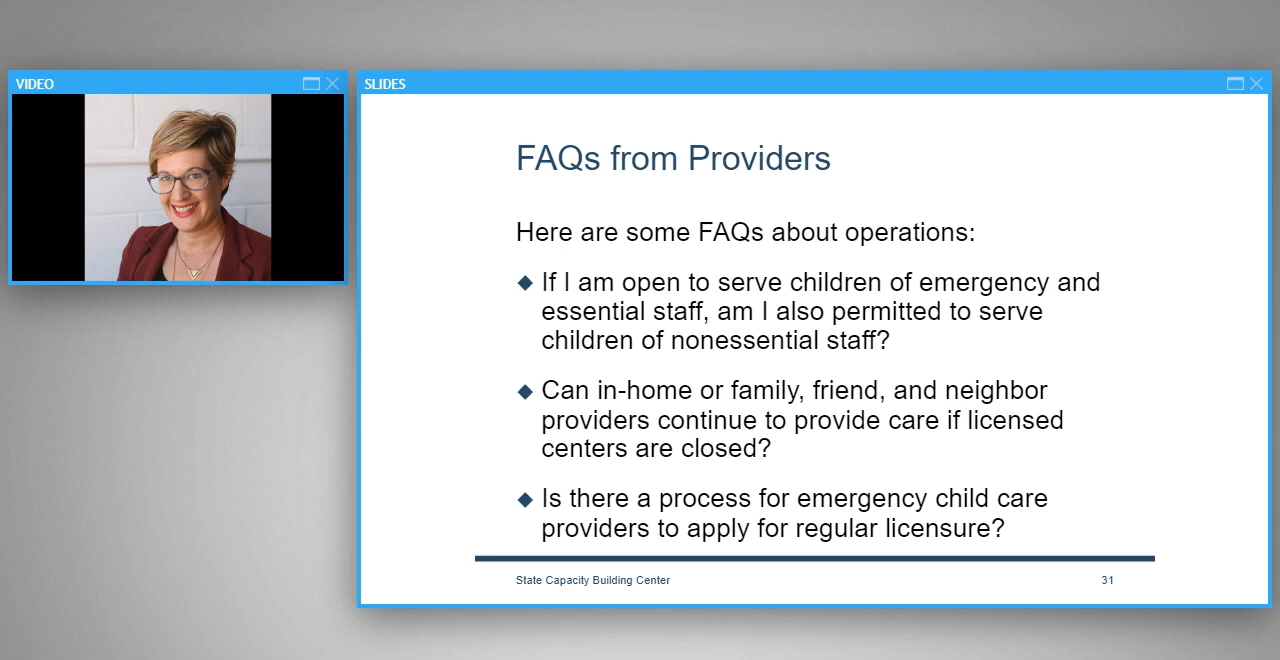 VIDEO
SLIDES
FAQs from Providers
Here are some FAQs about operations:
If I am open to serve children of emergency and
essential staff, am I also permitted to serve
children of nonessential staff?
Can in-home or family, friend, and neighbor
providers continue to provide care if licensed
centers are closed?
Is there a process for emergency child care
providers to apply for regular licensure?
State Capacity Building Center
31